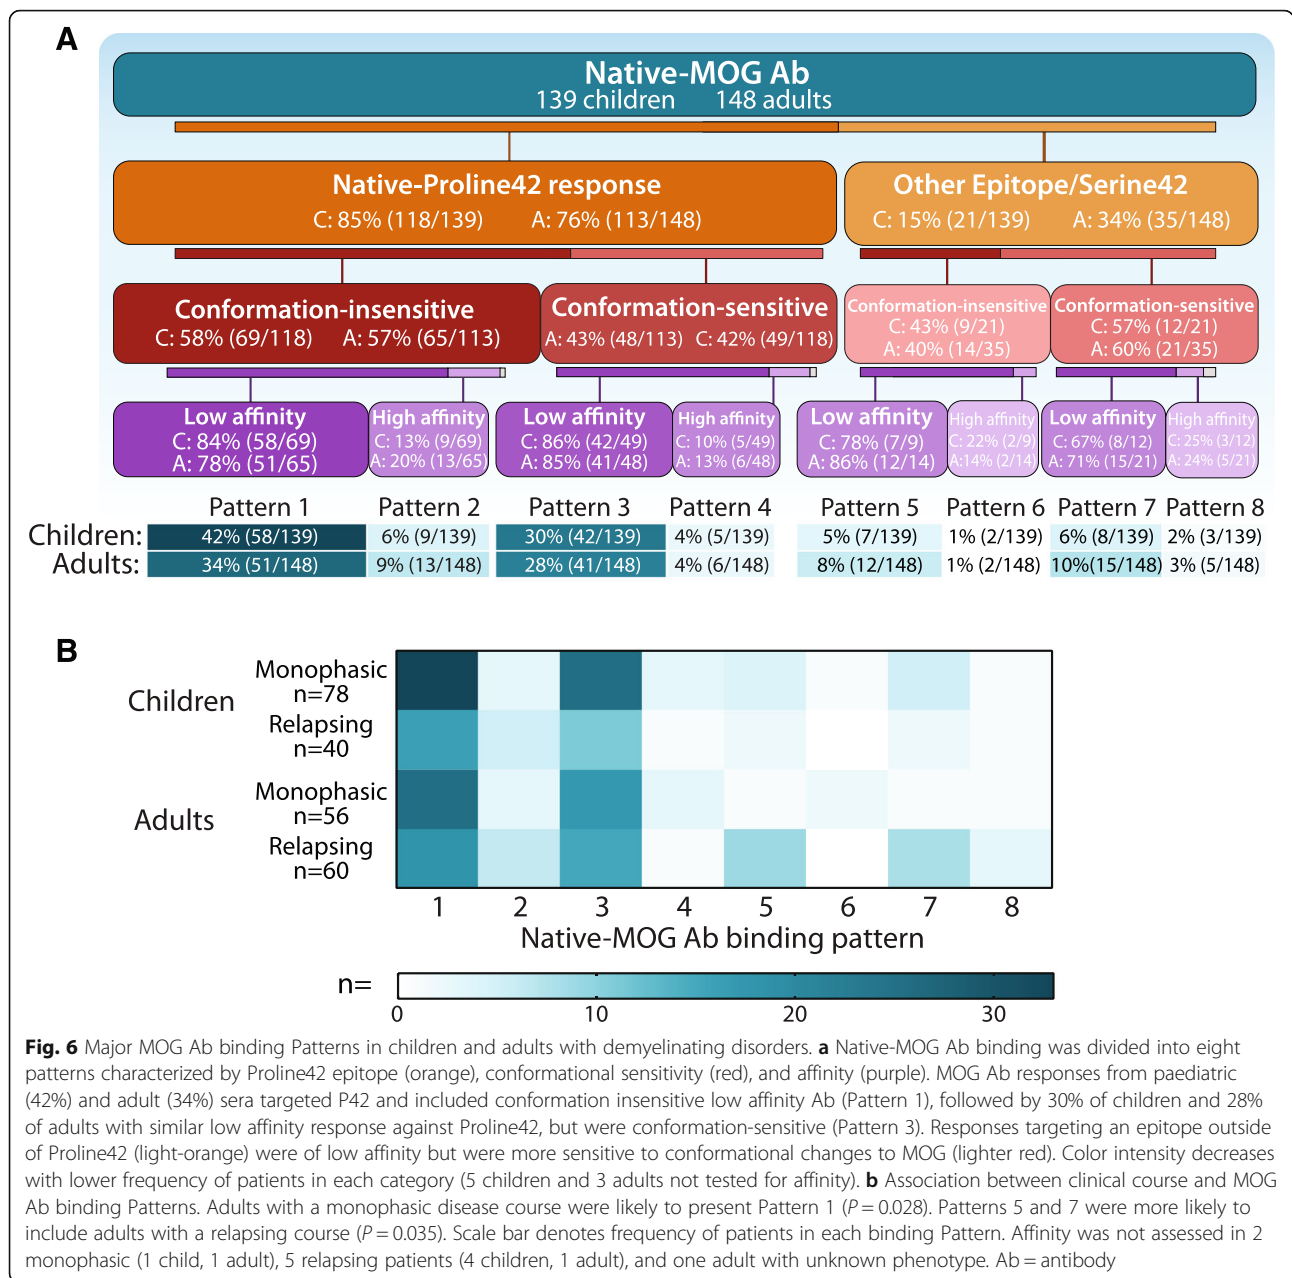 A
Native-MOG Ab
139 children 148 adults
Native-Proline42 response
C: 85% (118/139) A: 76% (113/148)
Other Epitope/Serine42
C: 15% (21/139) A: 34% (35/148)
Conformation-insensitive
C: 58% (69/118) A: 57% (65/113)
Conformation-sensitive
A: 43% (48/113) C: 42% (49/118)
Conformation-insensitive
C: 43% (9/21)
A: 40% (14/35)
Conformation-sensitive
C: 57% (12/21)
A: 60% (21/35)
Low affinity
C: 84% (58/69)
A: 78% (51/65)
High affinity
C: 13% (9/69)
A: 20% (13/65)
Low affinity
C: 86% (42/49)
A: 85% (41/48)
High affinity
C: 10% (5/49)
A: 13% (6/48)
Low affinity
C: 78% (7/9)
A: 86% (12/14)
High affinity
C: 22% (2/9)
A:14% (2/14)
Low affinity
C: 67% (8/12)
A: 71% (15/21)
High affinity
C: 25% (3/12)
A: 24% (5/21)
Pattern 1 Pattern 2 Pattern 3 Pattern 4 Pattern 5 Pattern 6 Pattern 7 Pattern 8
Children: 42% (58/139) 6% (9/139) 30% (42/139) 4% (5/139) 5% (7/139) 1% (2/139) 6% (8/139) 2% (3/139)
Adults: 34% (51/148) 9% (13/148) 28% (41/148) 4% (6/148) 8% (12/148) 1% (2/148) 10%(15/148) 3% (5/148)
B
Children
Monophasic
n=78
Relapsing
n=40
Adults
Monophasic
n=56
Relapsing
n=60
1 2 3 4 5 6 7 8
Native-MOG Ab binding pattern
n=
0 10 20 30
Fig. 6 Major MOG Ab binding Patterns in children and adults with demyelinating disorders. a Native-MOG Ab binding was divided into eight
patterns characterized by Proline42 epitope (orange), conformational sensitivity (red), and affinity (purple). MOG Ab responses from paediatric
(42%) and adult (34%) sera targeted P42 and included conformation insensitive low affinity Ab (Pattern 1), followed by 30% of children and 28%
of adults with similar low affinity response against Proline42, but were conformation-sensitive (Pattern 3). Responses targeting an epitope outside
of Proline42 (light-orange) were of low affinity but were more sensitive to conformational changes to MOG (lighter red). Color intensity decreases
with lower frequency of patients in each category (5 children and 3 adults not tested for affinity). b Association between clinical course and MOG
Ab binding Patterns. Adults with a monophasic disease course were likely to present Pattern 1 (P = 0.028). Patterns 5 and 7 were more likely to
include adults with a relapsing course (P = 0.035). Scale bar denotes frequency of patients in each binding Pattern. Affinity was not assessed in 2
monophasic (1 child, 1 adult), 5 relapsing patients (4 children, 1 adult), and one adult with unknown phenotype. Ab = antibody